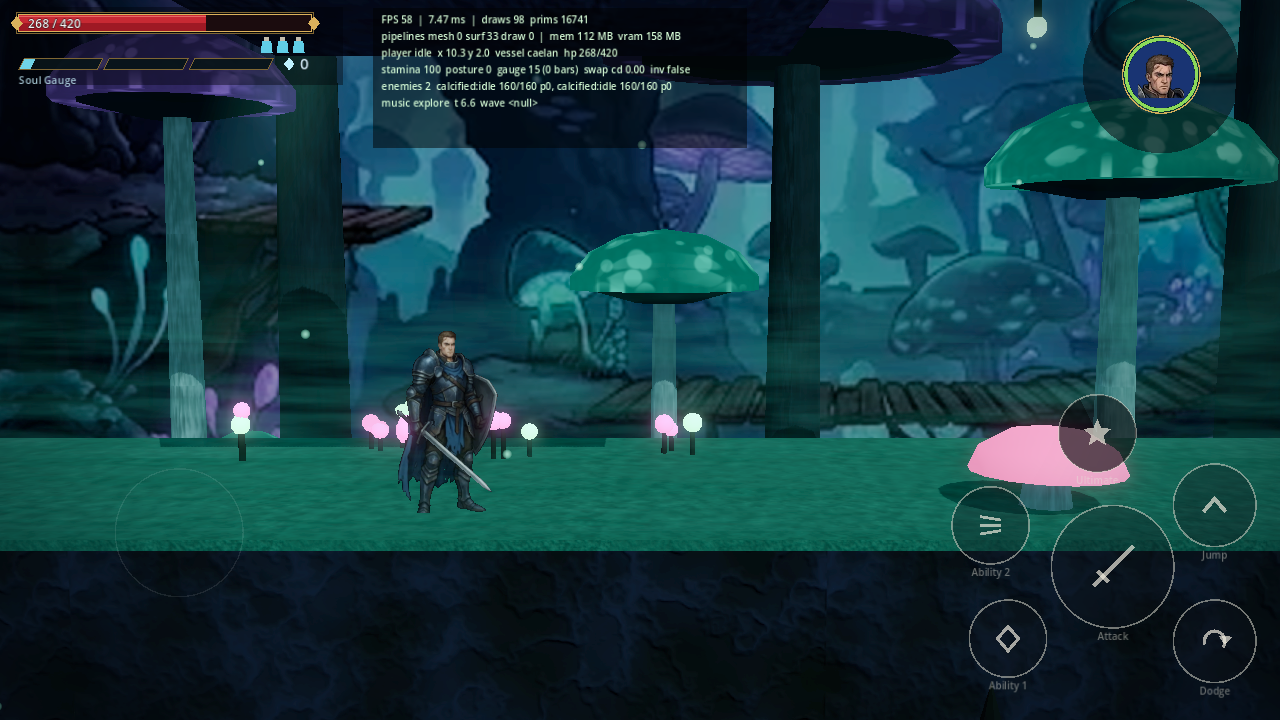 268 / 420
0
Soul Gauge
FPS 58 | 7.47 ms | draws 98 prims 16741
pipelines mesh 0 surf 33 draw 0 | mem 112 MB vram 158 MB
player idle x 10.3 y 2.0 vessel caelan hp 268/420
stamina 100 posture 0 gauge 15 (0 bars) swap cd 0.00 inv false
enemies 2 calcified:idle 160/160 p0, calcified:idle 160/160 p0
music explore t 6.6 wave <null>
Ultimate
Jump
Ability 2
Attack
Ability 1
Dodge